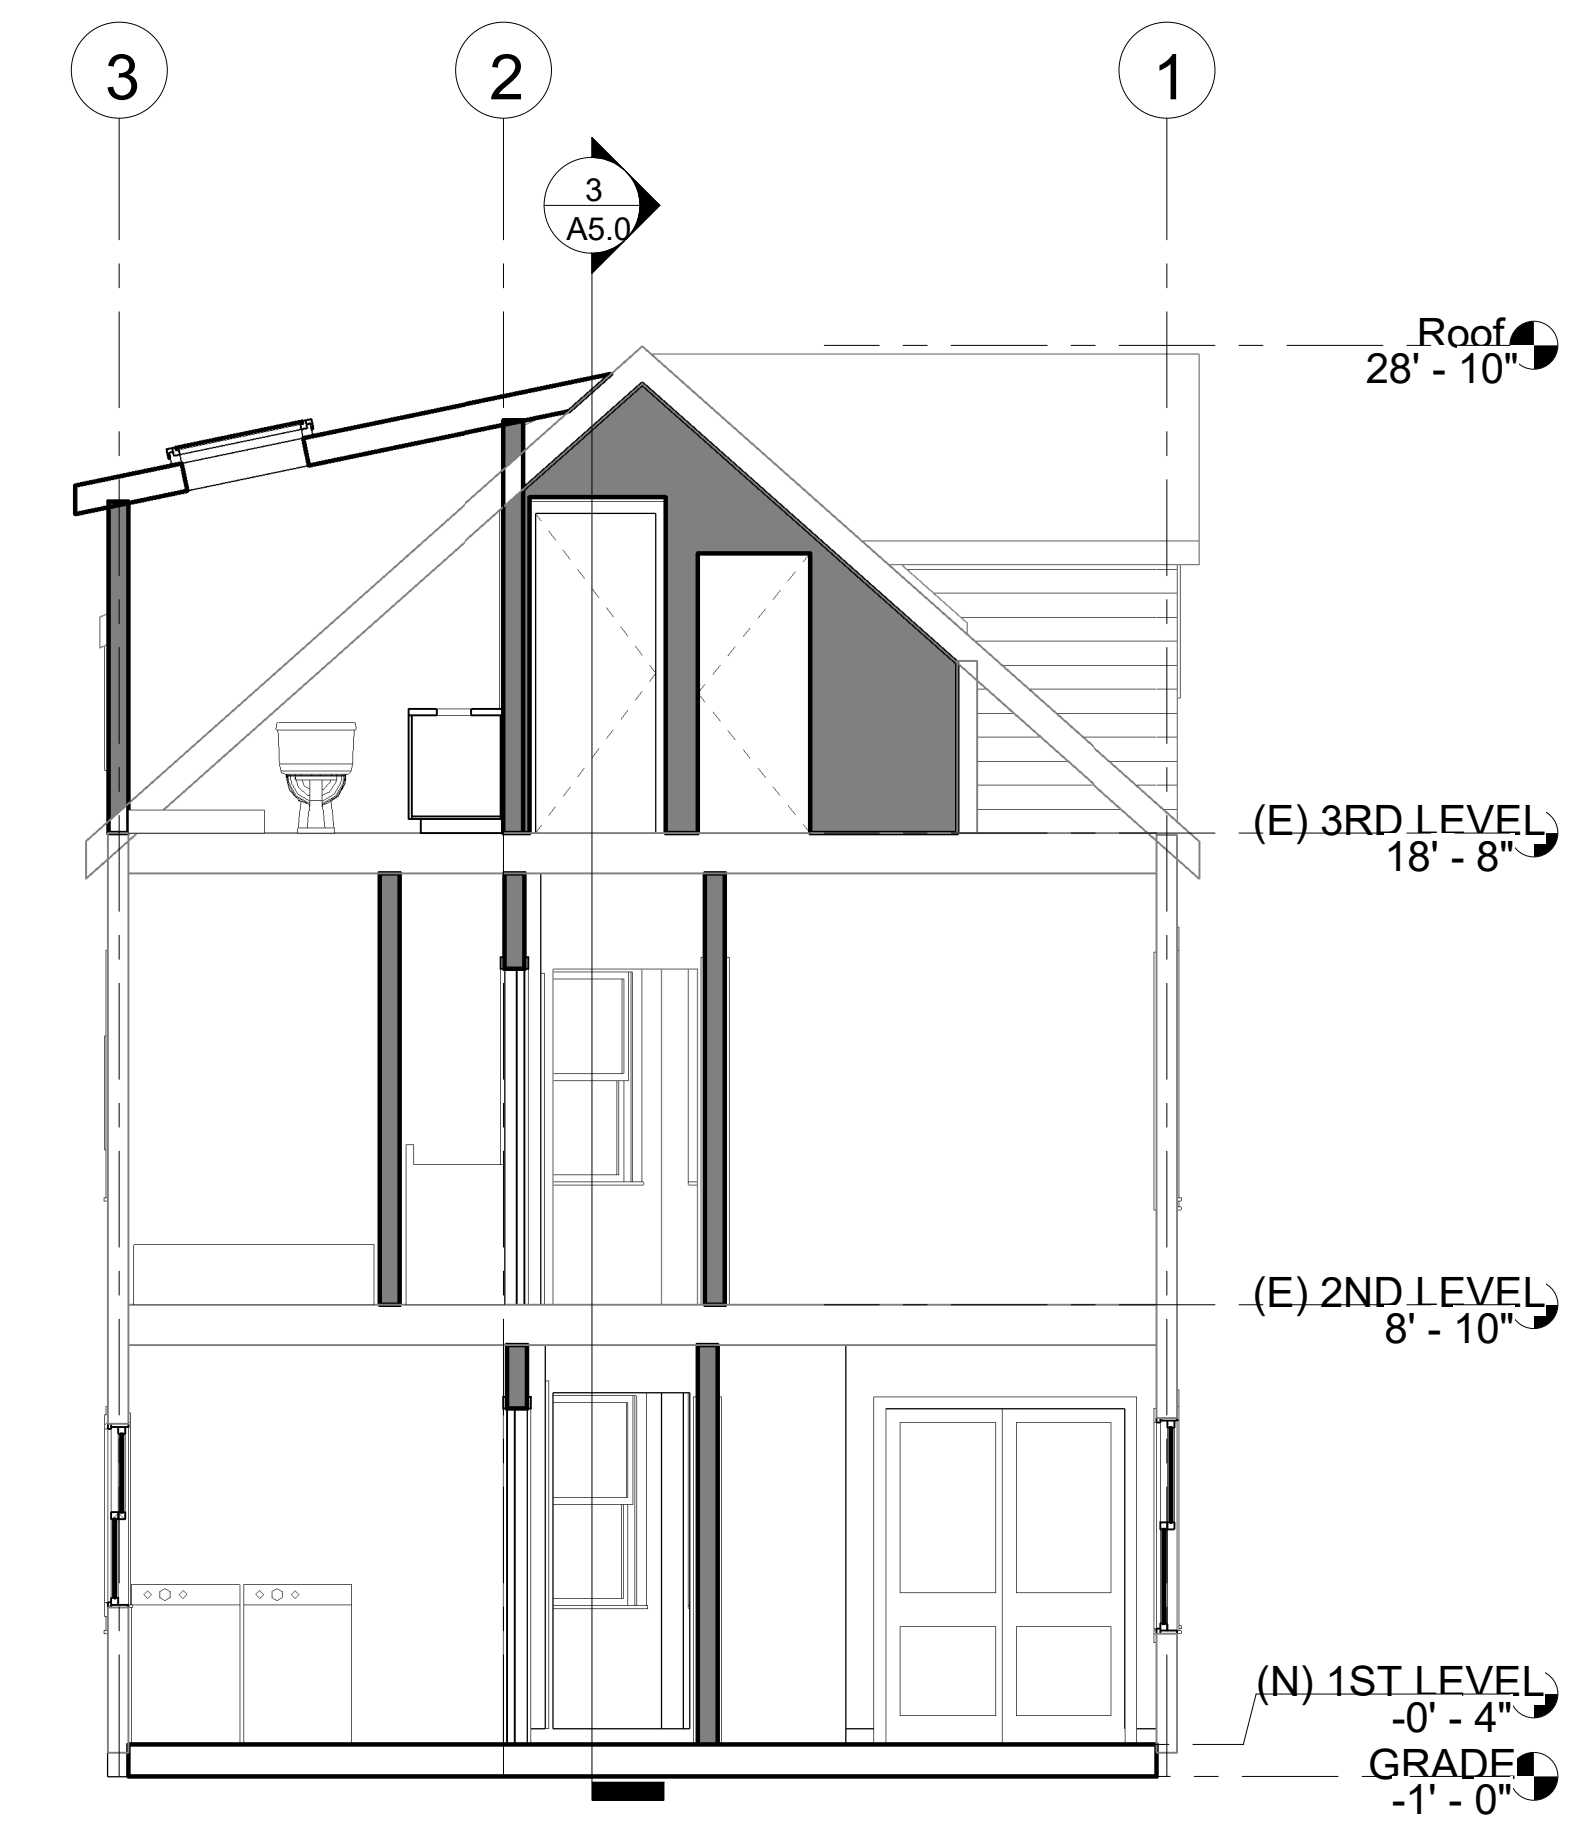 3
2
1
3
A5.0
Roof
28' - 10"
(E) 3RD LEVEL
18' - 8"
(E) 2ND LEVEL
8' - 10"
(N) 1ST LEVEL
-0' - 4"
GRADE
-1' - 0"